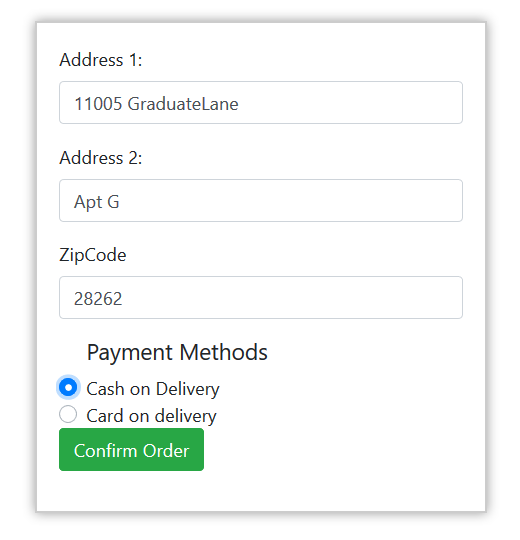 Address 1:
11005 GraduateLane
Address 2:
Apt G
ZipCode
28262
Payment Methods
Cash on Delivery
Card on delivery
Confirm Order